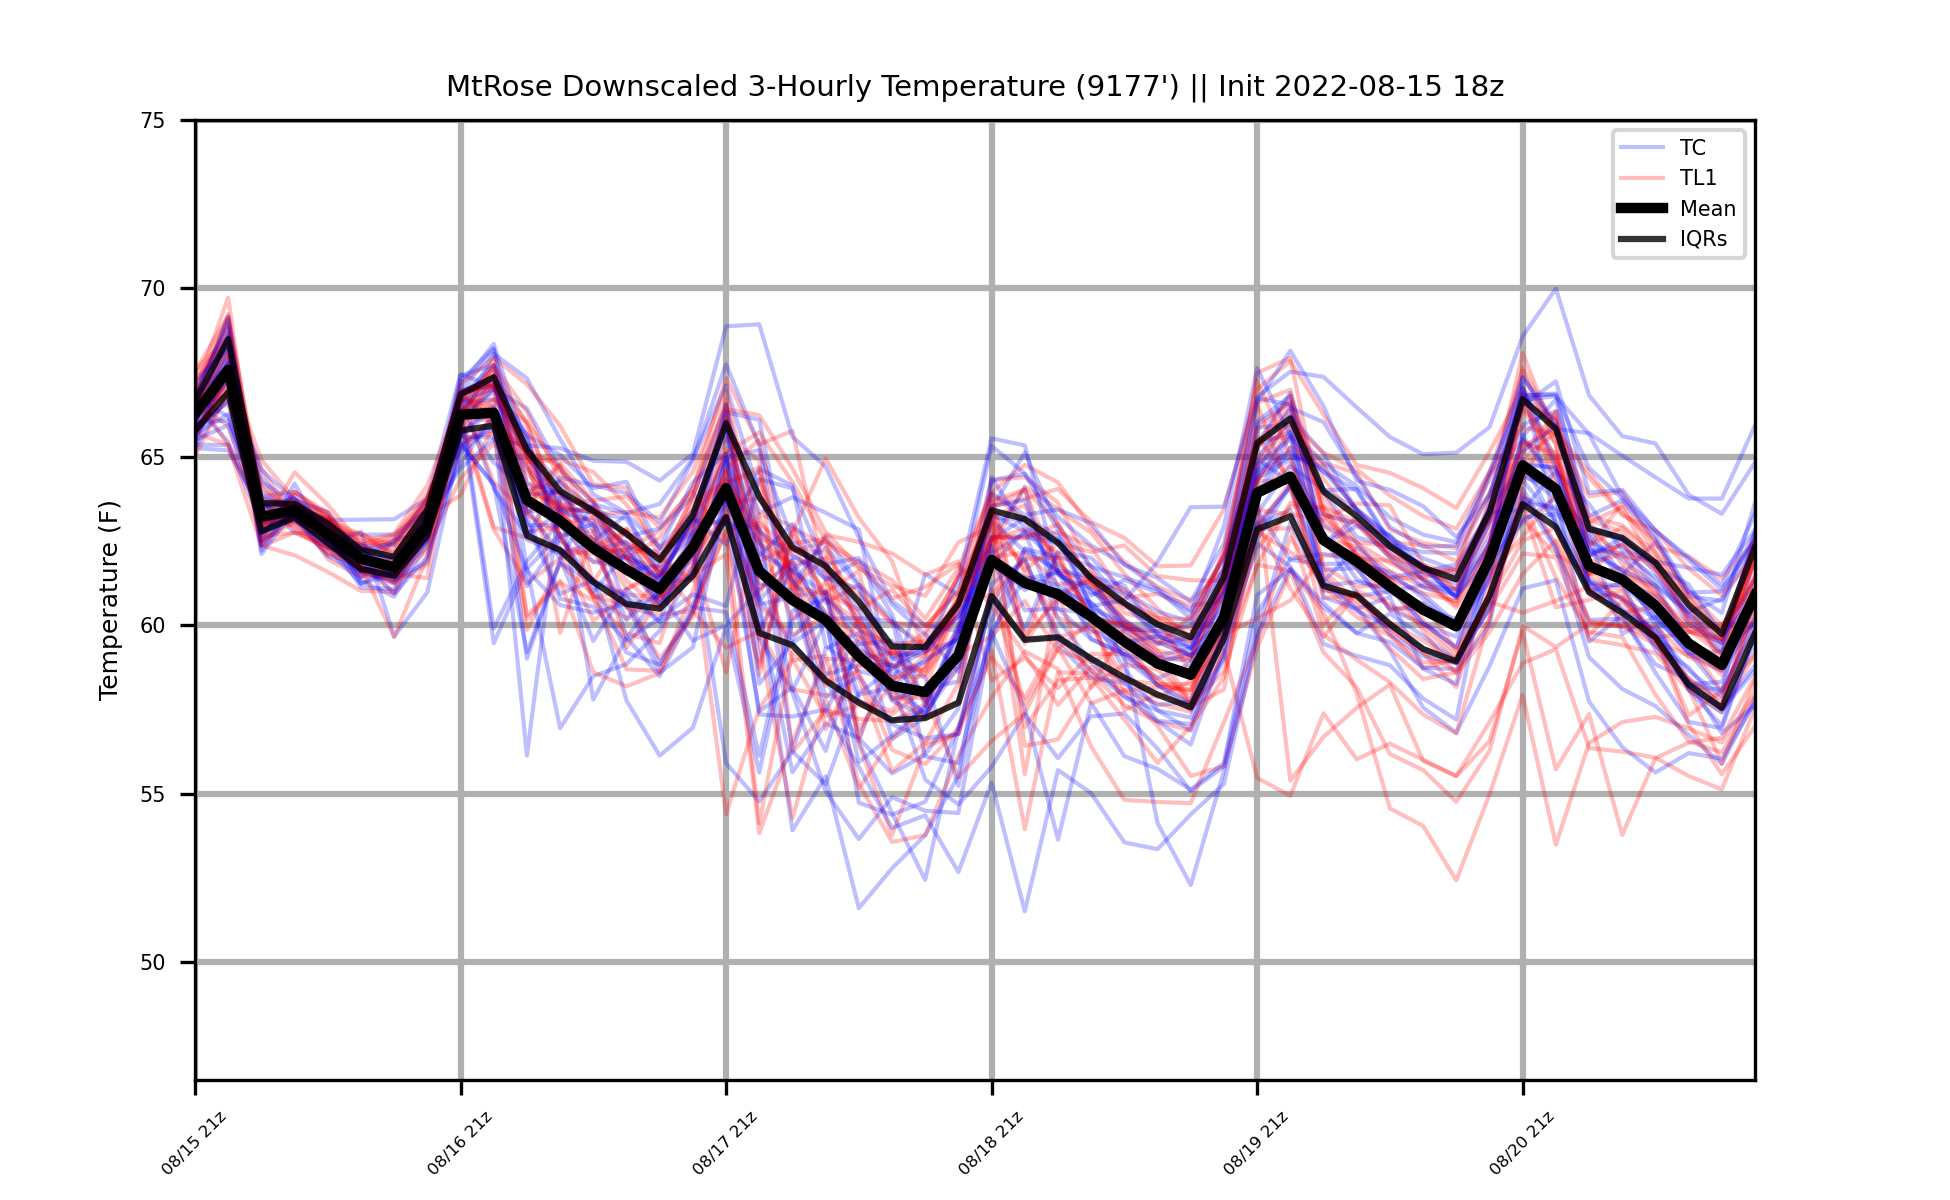 MtRose Downscaled 3-Hourly Temperature (9177') || Init 2022-08-15 18z
75
70
65
60
55
50
Temperature (F)
TC
TL1
Mean
IQRs
08/15 21z
08/16 21z
08/17 21z
08/18 21z
08/19 21z
08/20 21z